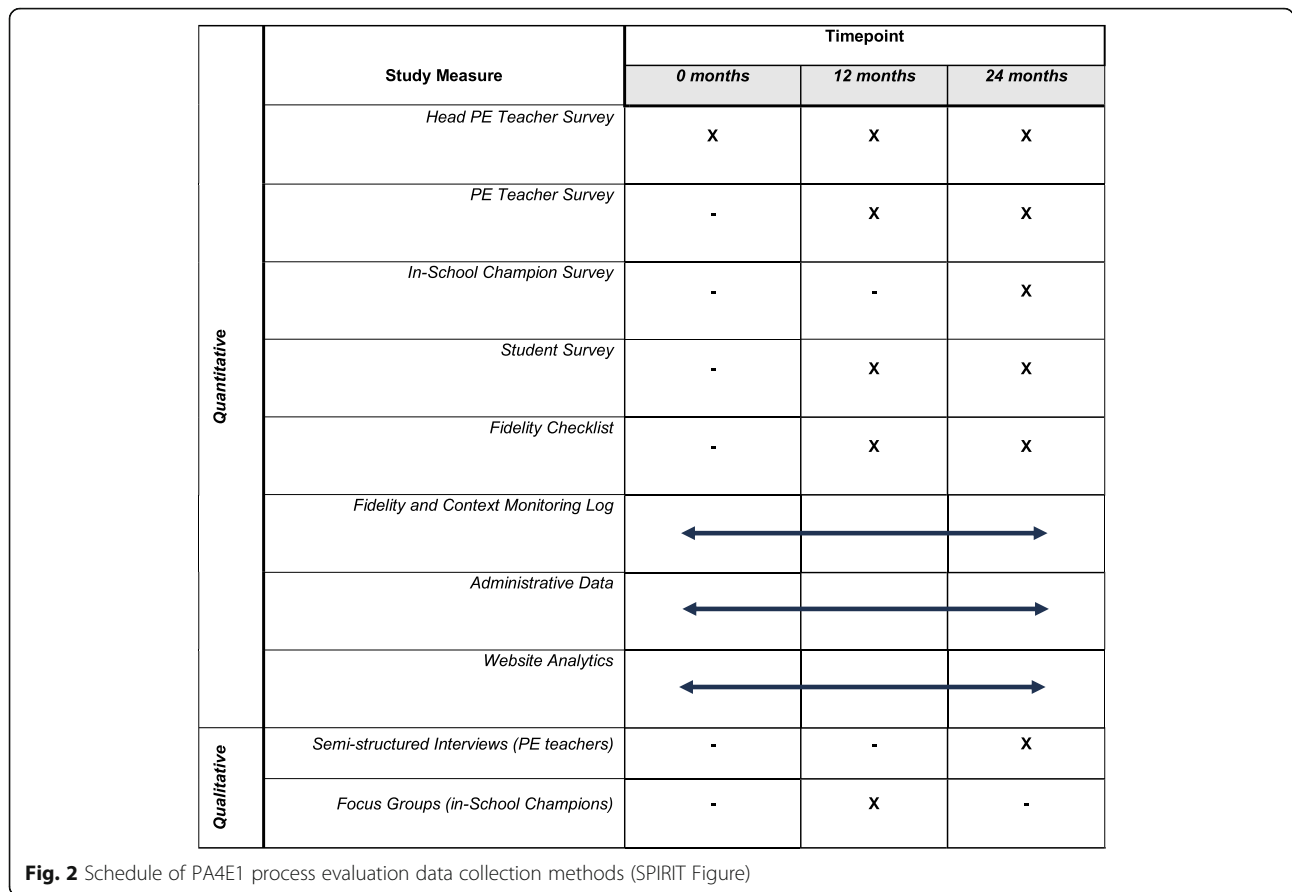 Timepoint
Study Measure 0 months 12 months 24 months
Quantitative
Head PE Teacher Survey X X X
PE Teacher Survey - X X
In-School Champion Survey - - X
Student Survey - X X
Fidelity Checklist - X X
Fidelity and Context Monitoring Log
Administrative Data
Website Analytics
Qualitative
Semi-structured Interviews (PE teachers) - - X
Focus Groups (in-School Champions) - X -
Fig. 2 Schedule of PA4E1 process evaluation data collection methods (SPIRIT Figure)